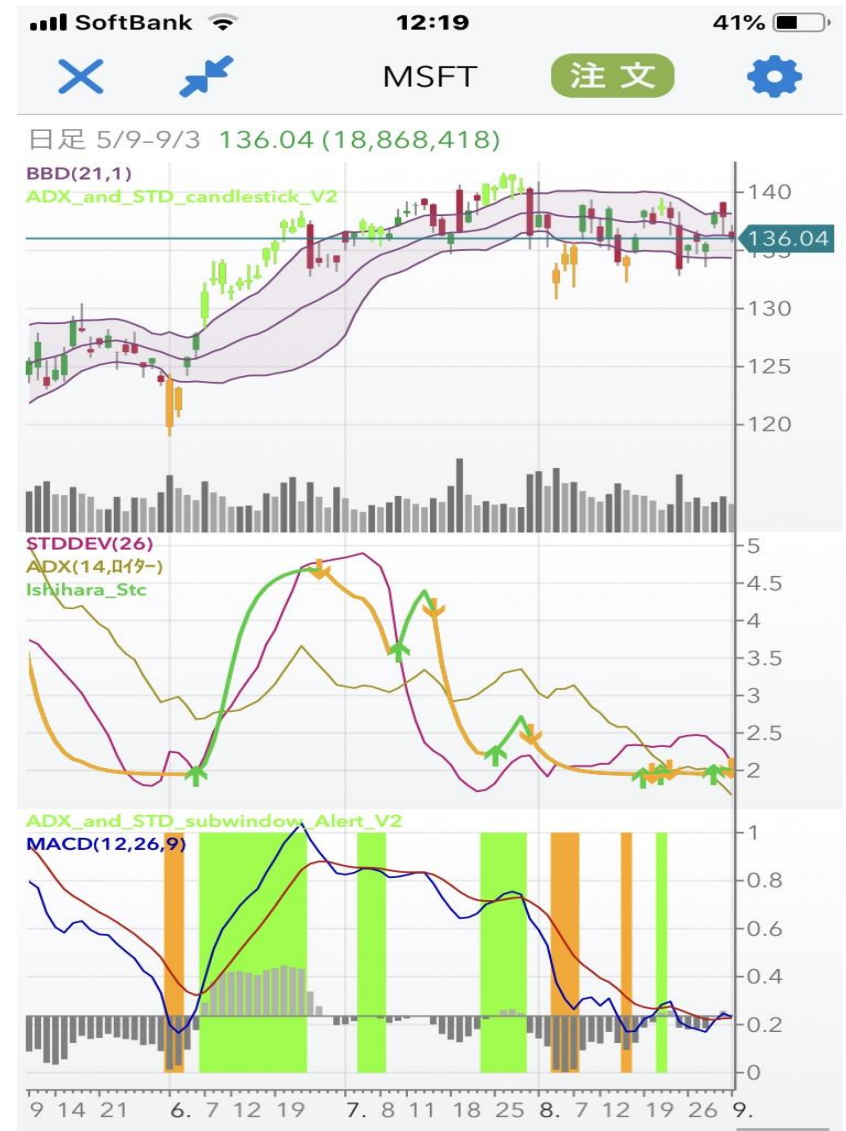 SoftBank 12:19 41%
MSFT 注文
日足 5/9-9/3 136.04 (18,868,418)
BBD(21,1)
ADX_and_STD_candlestick_V2
140
136.04
135
130
125
120
STDDEV(26)
ADX(14,ロイター)
Ishihara_Stc
5
4.5
4
3.5
3
2.5
2
ADX_and_STD_subwindow_Alert_V2
MACD(12,26,9)
1
0.8
0.6
0.4
0.2
0
9 14 21 6. 7 12 19 7. 8 11 18 25 8. 7 12 19 26 9.